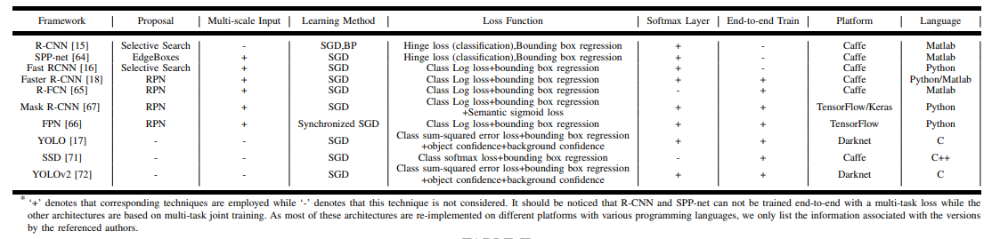 Framework Proposal Multi-scale Input Learning Method Loss Function Softmax Layer End-to-end Train Platform Language
R-CNN [15] Selective Search - SGD,BP Hinge loss (classification),Bounding box regression + - Caffe Matlab
SPP-net [64] EdgeBoxes + SGD Hinge loss (classification),Bounding box regression + - Caffe Matlab
Fast RCNN [16] Selective Search + SGD Class Log loss+bounding box regression + - Caffe Python
Faster R-CNN [18] RPN + SGD Class Log loss+bounding box regression + + Caffe Python/Matlab
R-FCN [65] RPN + SGD Class Log loss+bounding box regression - + Caffe Matlab
Mask R-CNN [67] RPN + SGD Class Log loss+bounding box regression + + TensorFlow/Keras Python
+Semantic sigmoid loss
FPN [66] RPN + Synchronized SGD Class Log loss+bounding box regression + + TensorFlow Python
YOLO [17] - - SGD Class sum-squared error loss+bounding box regression + + Darknet C
+object confidence+background confidence
SSD [71] - - SGD Class softmax loss+bounding box regression - + Caffe C++
YOLOv2 [72] - - SGD Class sum-squared error loss+bounding box regression + + Darknet C
+object confidence+background confidence
* '+' denotes that corresponding techniques are employed while '-' denotes that this technique is not considered. It should be noticed that R-CNN and SPP-net can not be trained end-to-end with a multi-task loss while the
other architectures are based on multi-task joint training. As most of these architectures are re-implemented on different platforms with various programming languages, we only list the information associated with the versions
by the referenced authors.